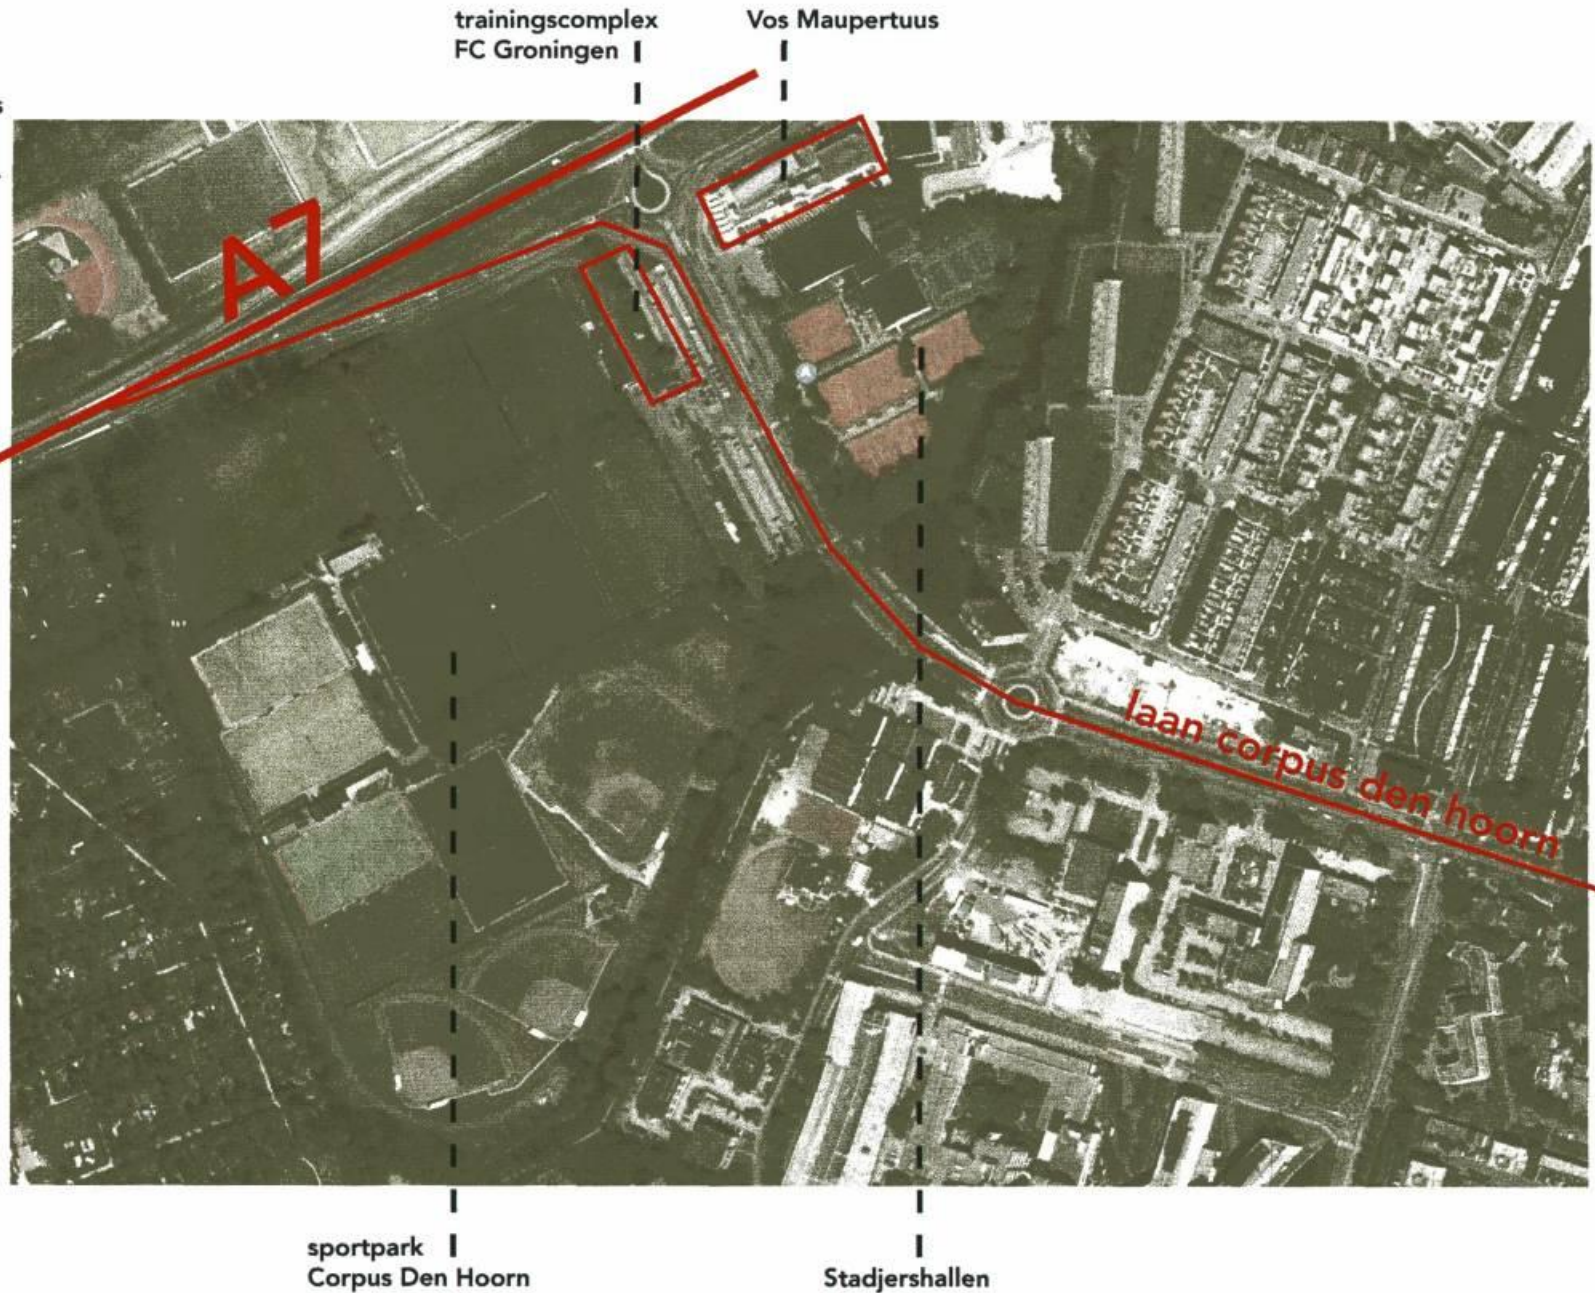 trainingscomplex
FC Groningen
Vos Maupertuus
A7
laan corpus den hoorn
sportpark
Corpus Den Hoorn
Stadjershallen